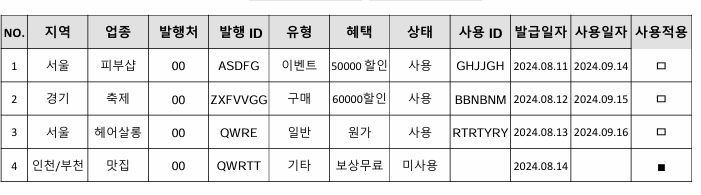 NO. 지역 업종 발행처 발행 ID 유형 혜택 상태 사용 ID 발급일자 사용일자 사용적용
1 서울 피부샵 00 ASDFG 이벤트 50000 할인 사용 GHJJGH 2024.08.11 2024.09.14 □
2 경기 축제 00 ZXFVVGG 구매 60000할인 사용 BBNBNM 2024.08.12 2024.09.15 □
3 서울 헤어살롱 00 QWRE 일반 원가 사용 RTRTYRY 2024.08.13 2024.09.16 □
4 인천/부천 맛집 00 QWRTT 기타 보상무료 미사용 2024.08.14 ■